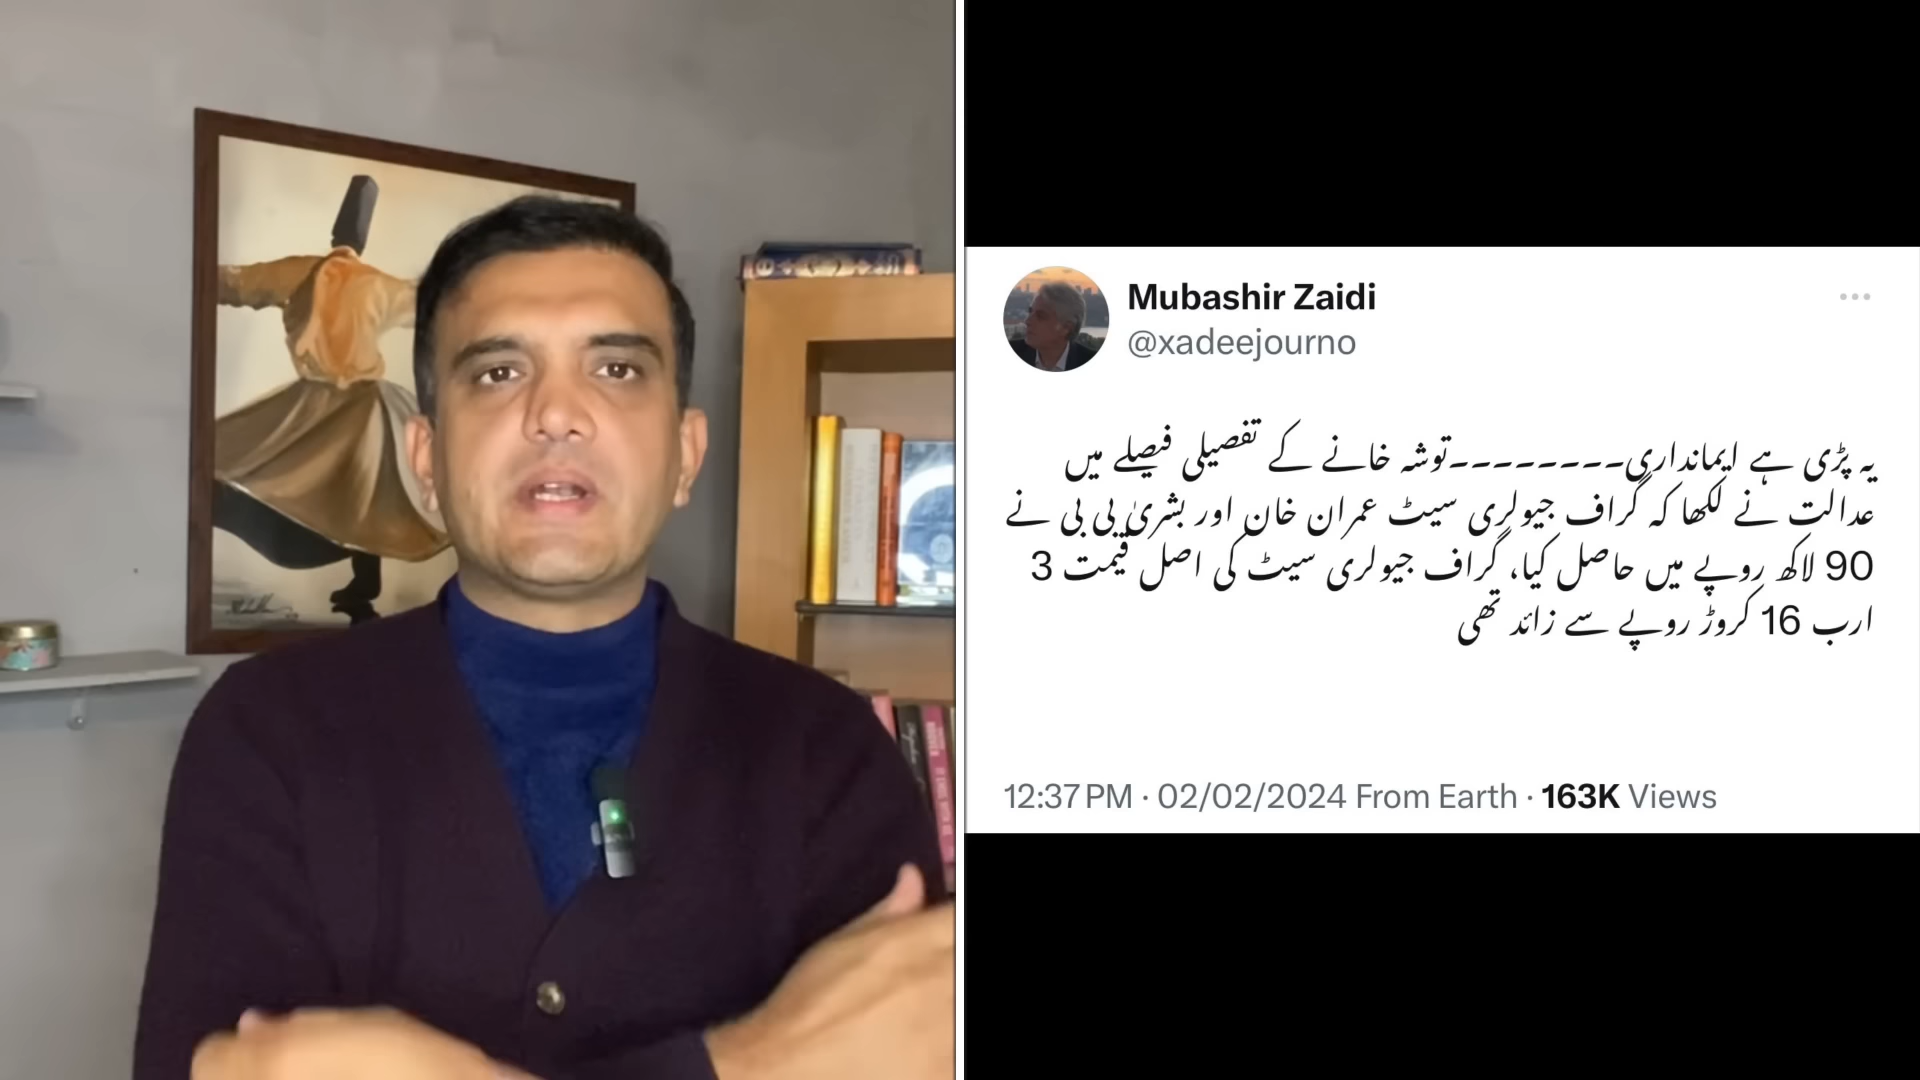 Mubashir Zaidi
@xadeejourno
یہ پڑی ہے ایمانداری--------توشہ خانے کے تفصیلی فیصلے میں
عدالت نے لکھا کہ گراف جیولری سیٹ عمران خان اور بشریٰ بی بی نے
90 لاکھ روپے میں حاصل کیا، گراف جیولری سیٹ کی اصل قیمت 3
ارب 16 کروڑ روپے سے زائد تھی
12:37 PM · 02/02/2024 From Earth · 163K Views